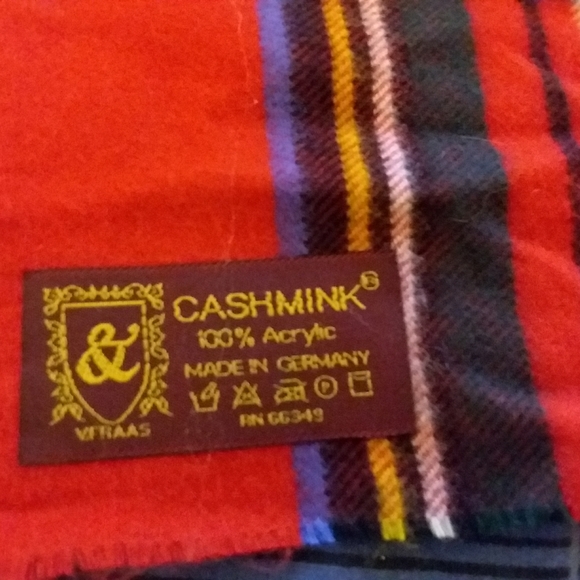 CASHMINK®
100% Acrylic
MADE IN GERMANY
P
RN 66349
&
V.FRAAS